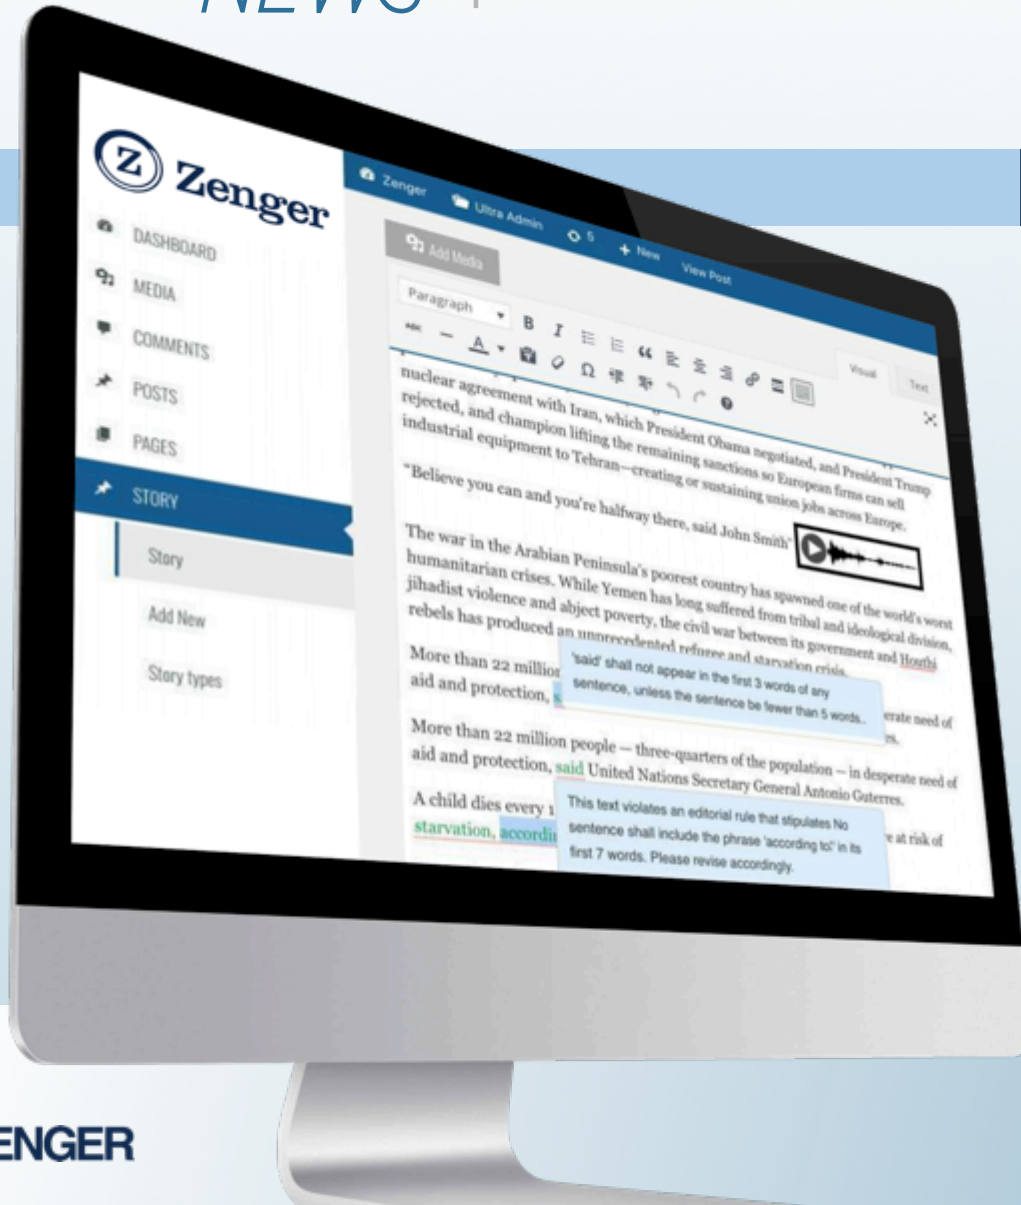 NEWS
Z Zenger
DASHBOARD
MEDIA
COMMENTS
POSTS
PAGES
STORY
Story
Add New
Story types
Zenger Ultra Admin 5 New View Post
Add Media
Visual Text
Paragraph
nuclear agreement with Iran, which President Obama negotiated, and President Trump
rejected, and champion lifting the remaining sanctions so European firms can sell
industrial equipment to Tehran—creating or sustaining union jobs across Europe.
"Believe you can and you're halfway there, said John Smith"
The war in the Arabian Peninsula's poorest country has spawned one of the world's worst
humanitarian crises. While Yemen has long suffered from tribal and ideological division,
jihadist violence and abject poverty, the civil war between its government and Houthi
rebels has produced an unprecedented refugee and starvation crisis.
More than 22 million
erate need of
aid and protection, s
es.
'said' shall not appear in the first 3 words of any
sentence, unless the sentence be fewer than 5 words..
More than 22 million people — three-quarters of the population — in desperate need of
aid and protection, said United Nations Secretary General Antonio Guterres.
A child dies every 1
e at risk of
starvation, accordin
This text violates an editorial rule that stipulates No
sentence shall include the phrase 'according to" in its
first 7 words. Please revise accordingly.
ENGER